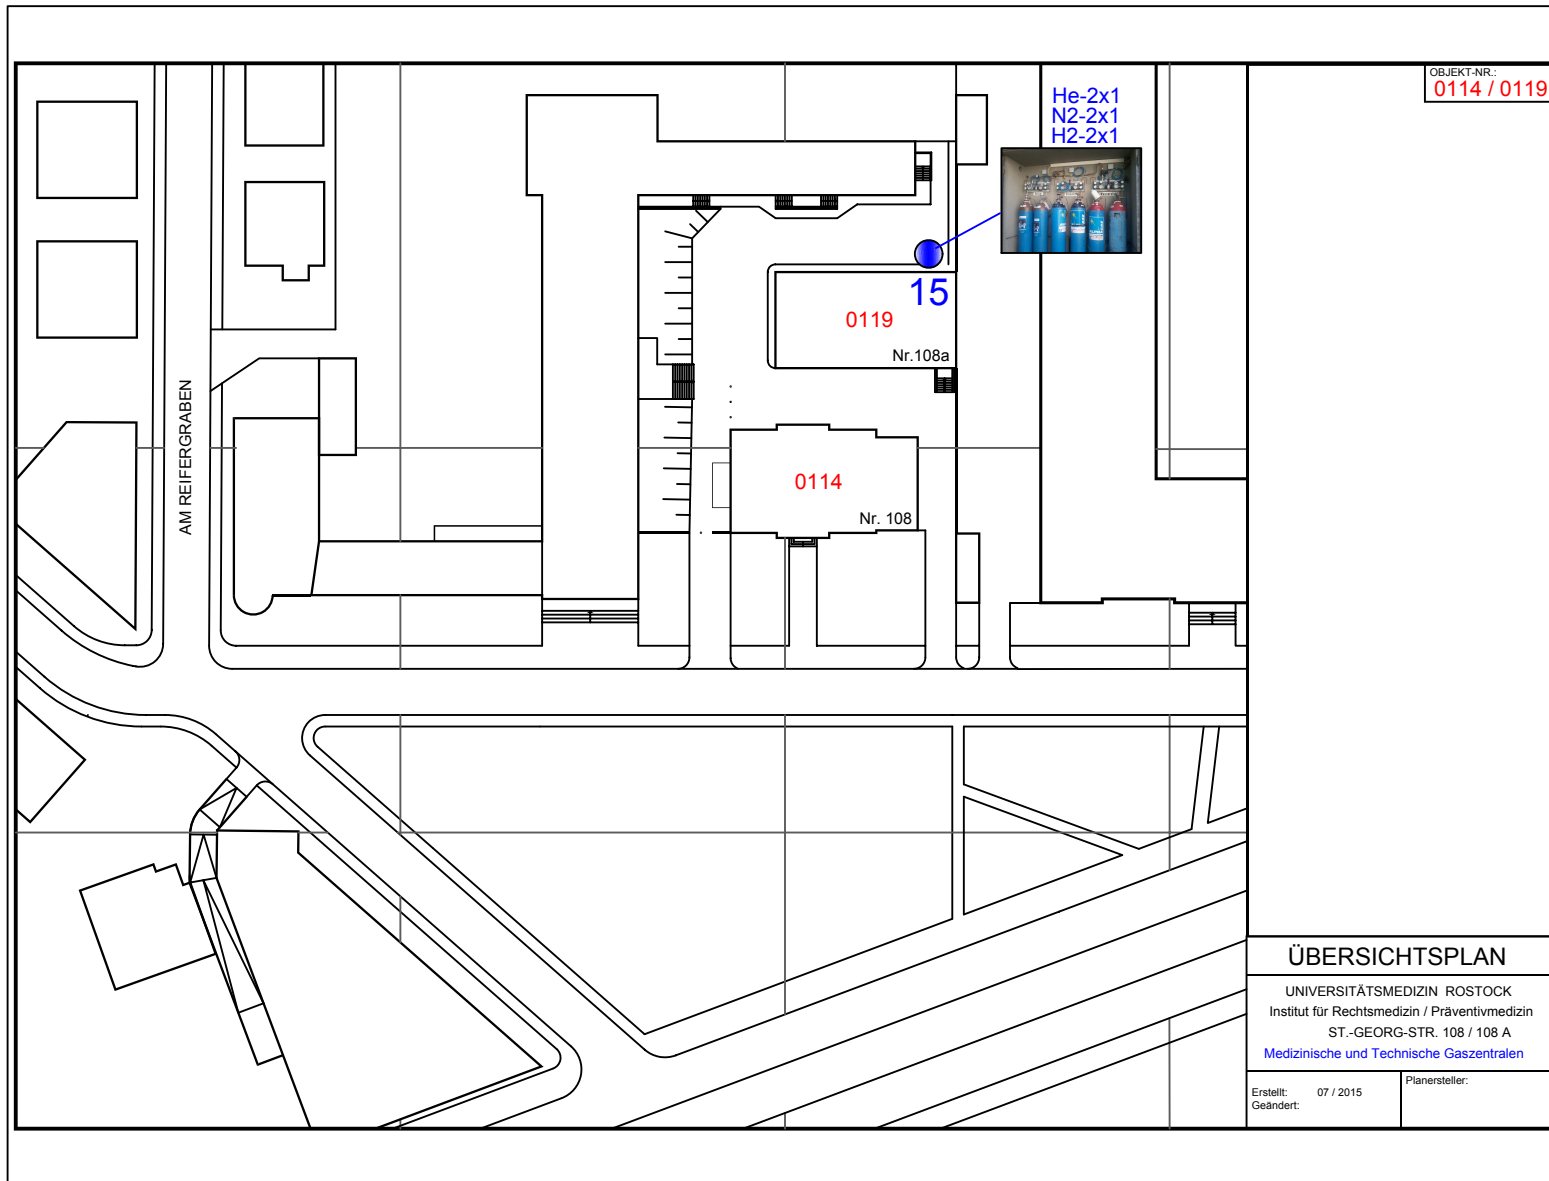 OBJEKT-NR.:
0114 / 0119
He-2x1
N2-2x1
H2-2x1
15
0119
Nr.108a
AM REIFERGRABEN
0114
Nr. 108
ÜBERSICHTSPLAN
UNIVERSITÄTSMEDIZIN ROSTOCK
Institut für Rechtsmedizin / Präventivmedizin
ST.-GEORG-STR. 108 / 108 A
Medizinische und Technische Gaszentralen
Erstellt: 07 / 2015
Geändert:
Planersteller: